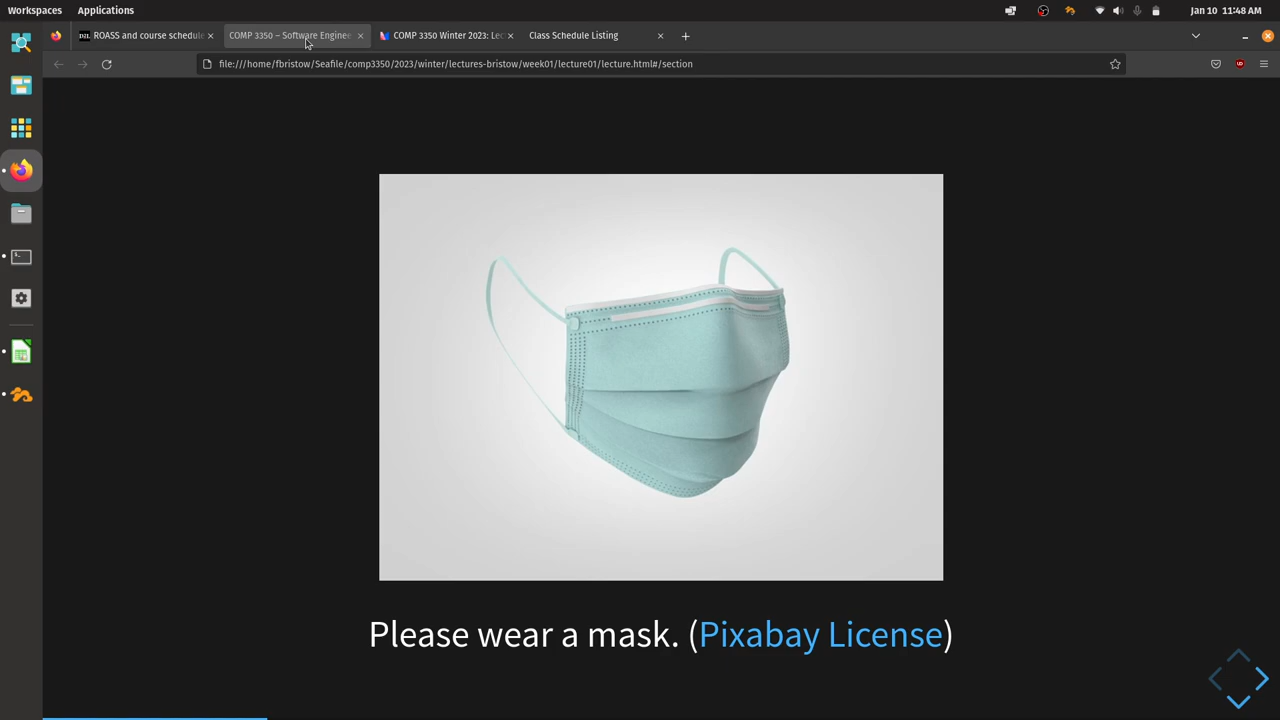 Workspaces Applications Jan 10 11:48 AM
D2L ROASS and course schedule COMP 3350 – Software Enginee COMP 3350 Winter 2023: Lec Class Schedule Listing
file:///home/fbristow/Seafile/comp3350/2023/winter/lectures-bristow/week01/lecture01/lecture.html#/section
Please wear a mask. (Pixabay License)